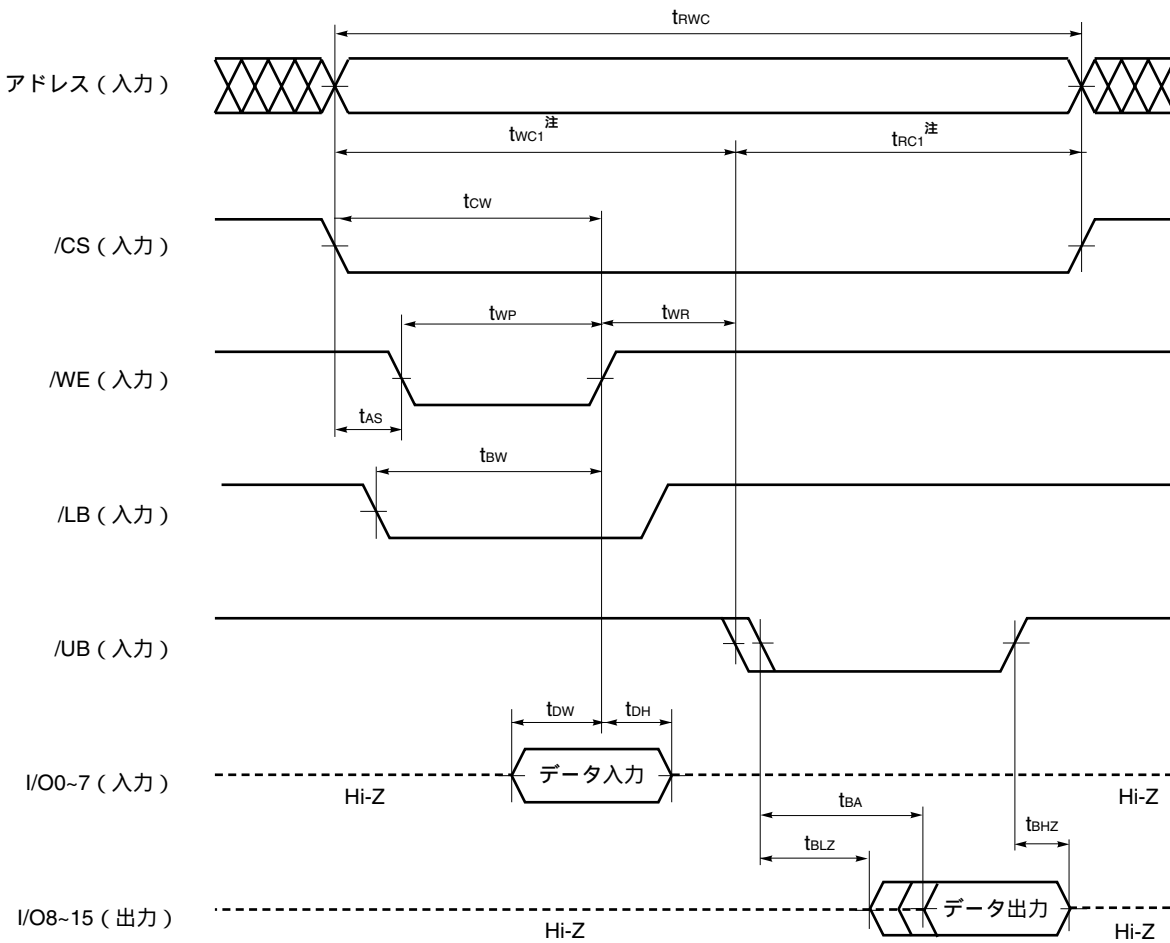 tRWC
アドレス ( 入力 )
tWC1注
tRC1注
tCW
/CS ( 入力 )
tWP
tWR
/WE ( 入力 )
tAS
tBW
/LB ( 入力 )
/UB ( 入力 )
tDW
tDH
I/O0~7 ( 入力 )
データ入力
Hi-Z
Hi-Z
tBA
tBHZ
tBLZ
I/O8~15 ( 出力 )
データ出力
Hi-Z
Hi-Z